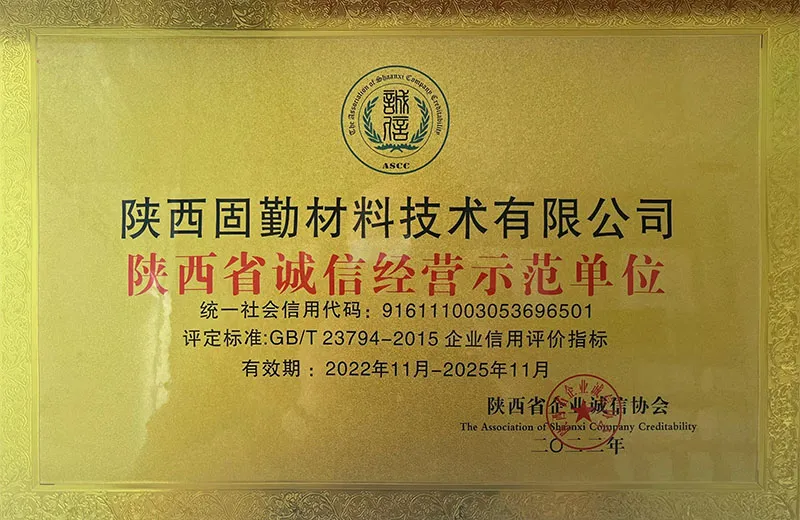 The Association of Shaanxi Company Creditability
誠信
ASCC
陕西固勤材料技术有限公司
陕西省诚信经营示范单位
统一社会信用代码：916111003053696501
评定标准:GB/T 23794-2015 企业信用评价指标
有效期：2022年11月-2025年11月
陕西省企业诚信协会
The Association of Shaanxi Company Creditability
二〇二二年